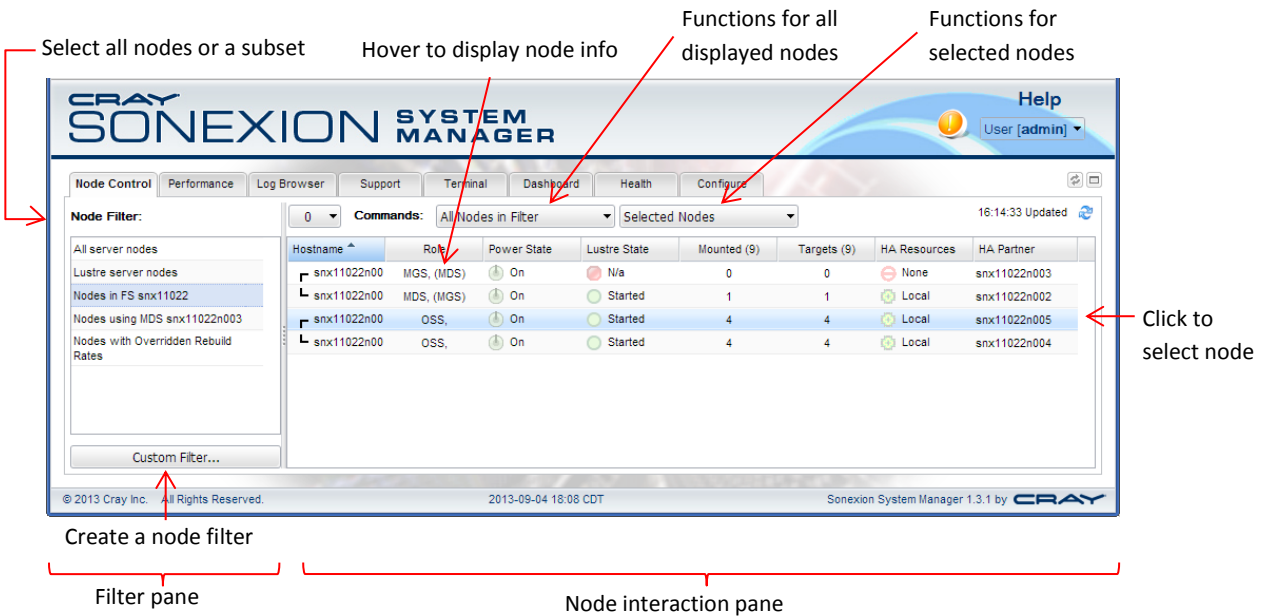 Functions for all displayed nodes
Functions for selected nodes
Select all nodes or a subset
Hover to display node info
CRAY
SONEXION SYSTEM MANAGER
Help
User [admin]
Node Control Performance Log Browser Support Terminal Dashboard Health Configure
Node Filter:
0 Commands: All Nodes in Filter Selected Nodes 16:14:33 Updated
All server nodes
Lustre server nodes
Nodes in FS snx11022
Nodes using MDS snx11022n003
Nodes with Overridden Rebuild
Rates
Custom Filter...
Hostname Role Power State Lustre State Mounted (9) Targets (9) HA Resources HA Partner
snx11022n00 MGS, (MDS) On N/a 0 0 None snx11022n003
snx11022n00 MDS, (MGS) On Started 1 1 Local snx11022n002
snx11022n00 OSS, On Started 4 4 Local snx11022n005
snx11022n00 OSS, On Started 4 4 Local snx11022n004
Click to
select node
© 2013 Cray Inc. All Rights Reserved. 2013-09-04 18:08 CDT Sonexion System Manager 1.3.1 by CRAY
Create a node filter
Filter pane
Node interaction pane